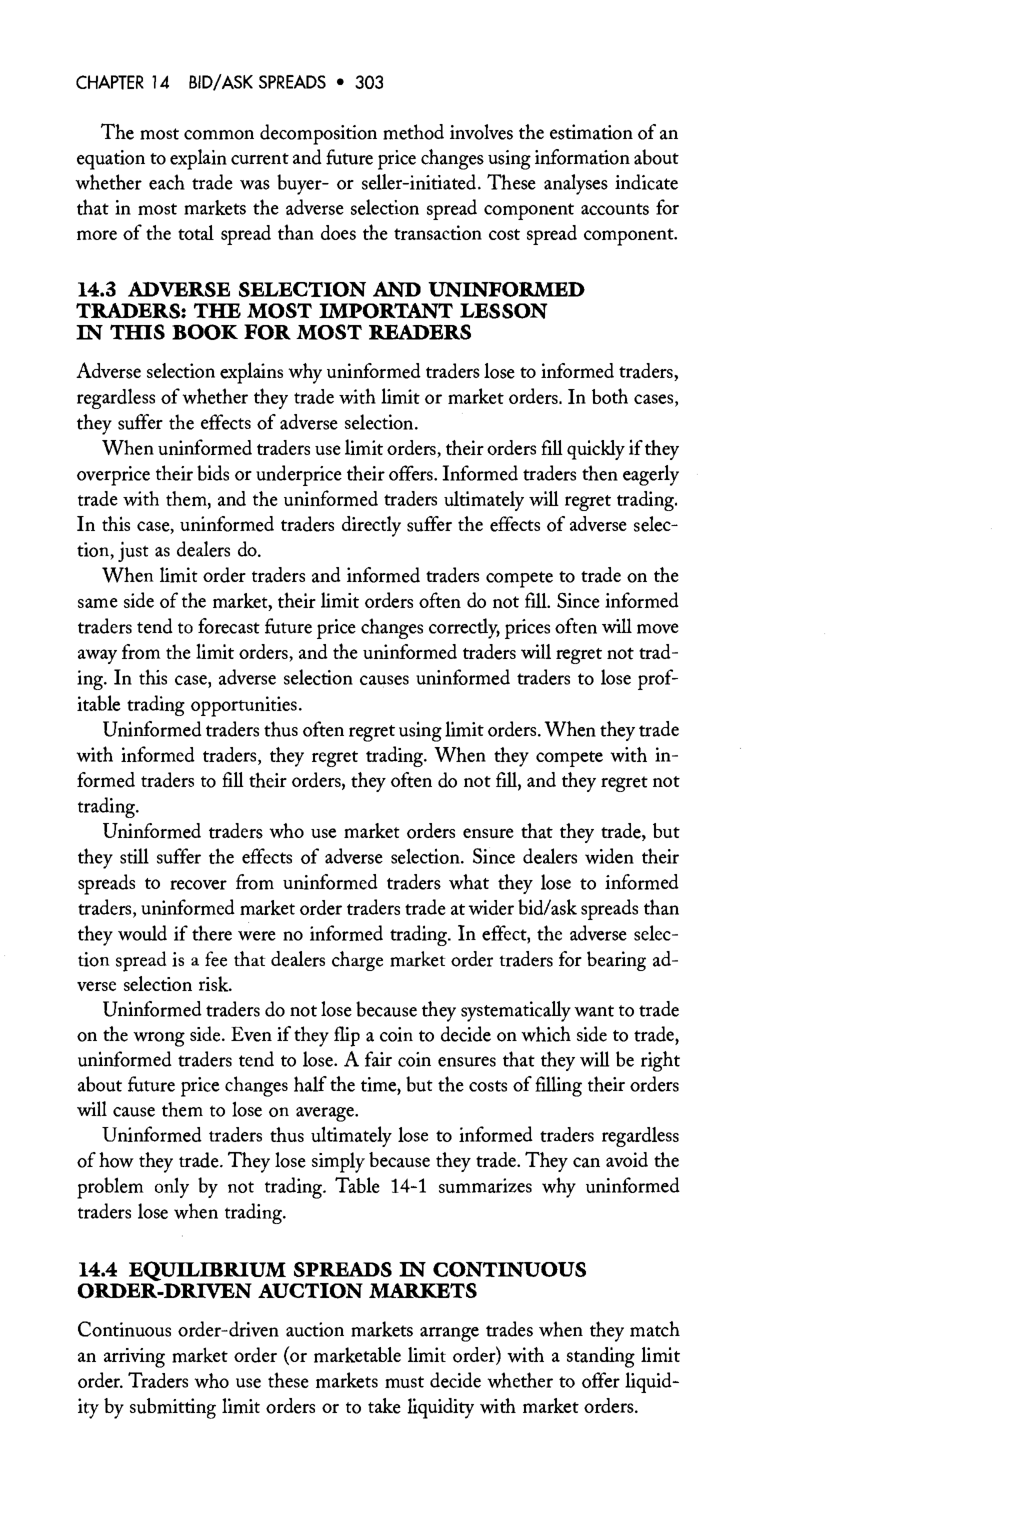 CHAPTER 14 BID/ASK SPREADS • 303
The most common decomposition method involves the estimation of an
equation to explain current and future price changes using information about
whether each trade was buyer- or seller-initiated. These analyses indicate
that in most markets the adverse selection spread component accounts for
more of the total spread than does the transaction cost spread component.
14.3 ADVERSE SELECTION AND UNINFORMED
TRADERS: THE MOST IMPORTANT LESSON
IN THIS BOOK FOR MOST READERS
Adverse selection explains why uninformed traders lose to informed traders,
regardless of whether they trade with limit or market orders. In both cases,
they suffer the effects of adverse selection.
When uninformed traders use limit orders, their orders fill quickly if they
overprice their bids or underprice their offers. Informed traders then eagerly
trade with them, and the uninformed traders ultimately will regret trading.
In this case, uninformed traders directly suffer the effects of adverse selec-
tion, just as dealers do.
When limit order traders and informed traders compete to trade on the
same side of the market, their limit orders often do not fill. Since informed
traders tend to forecast future price changes correctly, prices often will move
away from the limit orders, and the uninformed traders will regret not trad-
ing. In this case, adverse selection causes uninformed traders to lose prof-
itable trading opportunities.
Uninformed traders thus often regret using limit orders. When they trade
with informed traders, they regret trading. When they compete with in-
formed traders to fill their orders, they often do not fill, and they regret not
trading.
Uninformed traders who use market orders ensure that they trade, but
they still suffer the effects of adverse selection. Since dealers widen their
spreads to recover from uninformed traders what they lose to informed
traders, uninformed market order traders trade at wider bid/ask spreads than
they would if there were no informed trading. In effect, the adverse selec-
tion spread is a fee that dealers charge market order traders for bearing ad-
verse selection risk.
Uninformed traders do not lose because they systematically want to trade
on the wrong side. Even if they flip a coin to decide on which side to trade,
uninformed traders tend to lose. A fair coin ensures that they will be right
about future price changes half the time, but the costs of filling their orders
will cause them to lose on average.
Uninformed traders thus ultimately lose to informed traders regardless
of how they trade. They lose simply because they trade. They can avoid the
problem only by not trading. Table 14-1 summarizes why uninformed
traders lose when trading.
14.4 EQUILIBRIUM SPREADS IN CONTINUOUS
ORDER-DRIVEN AUCTION MARKETS
Continuous order-driven auction markets arrange trades when they match
an arriving market order (or marketable limit order) with a standing limit
order. Traders who use these markets must decide whether to offer liquid-
ity by submitting limit orders or to take liquidity with market orders.